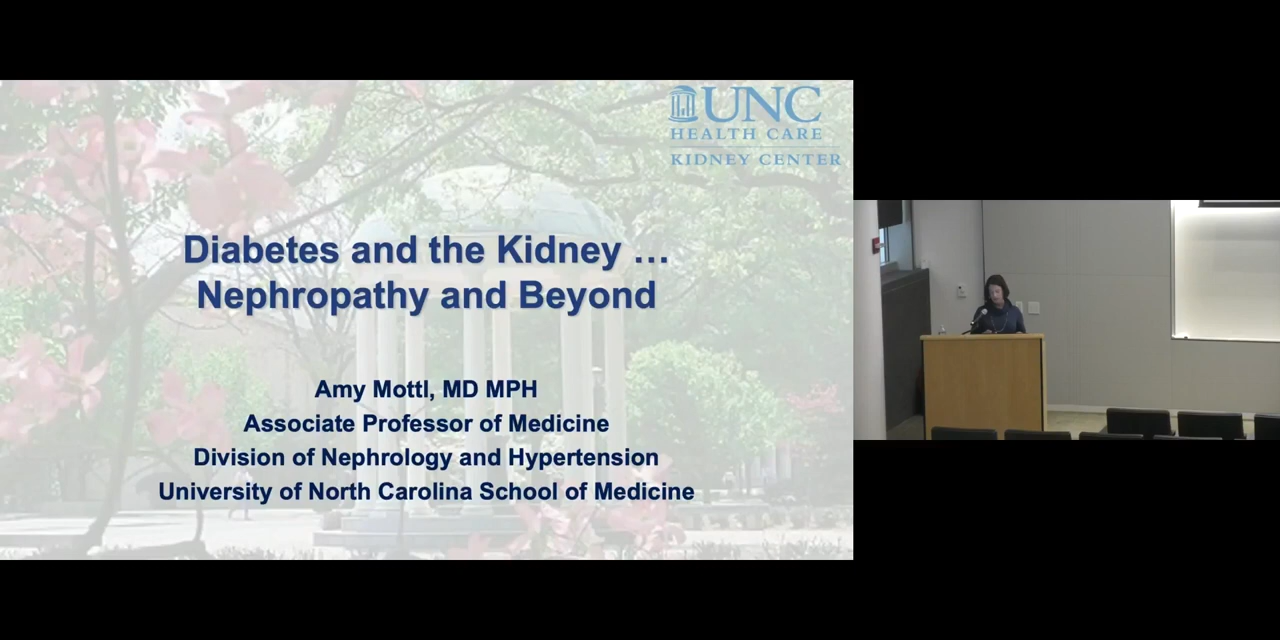 UNC
HEALTH CARE
KIDNEY CENTER
Diabetes and the Kidney …
Nephropathy and Beyond
Amy Mottl, MD MPH
Associate Professor of Medicine
Division of Nephrology and Hypertension
University of North Carolina School of Medicine